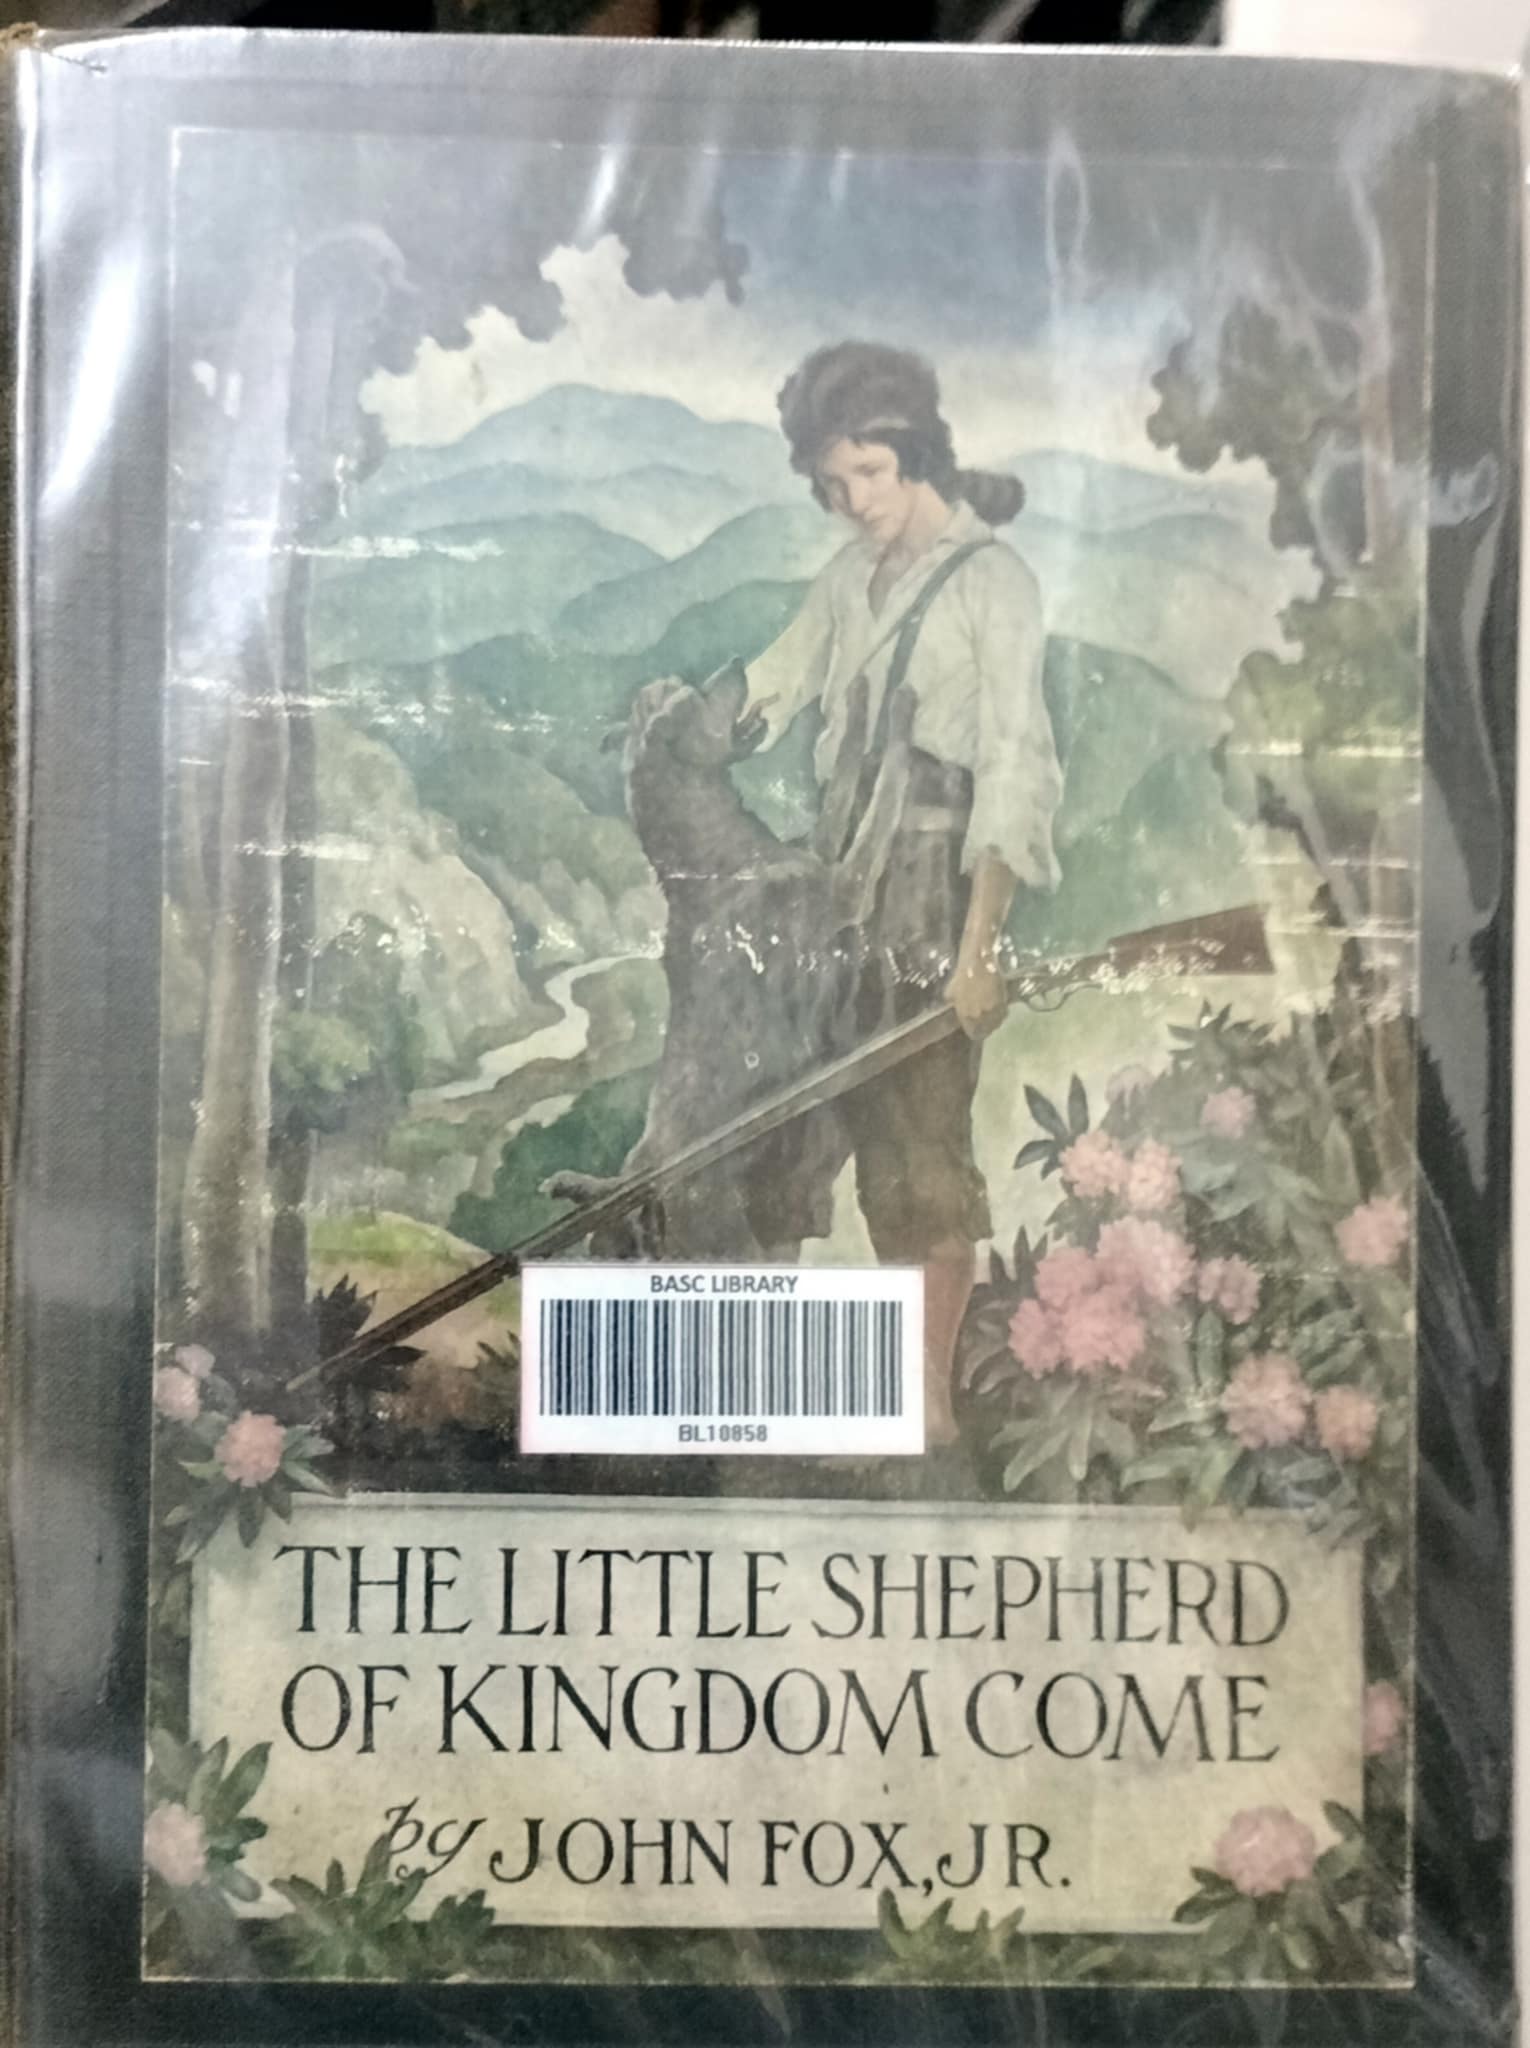 BASC LIBRARY
BL10858
THE LITTLE SHEPHERD
OF KINGDOM COME
by JOHN FOX, JR.